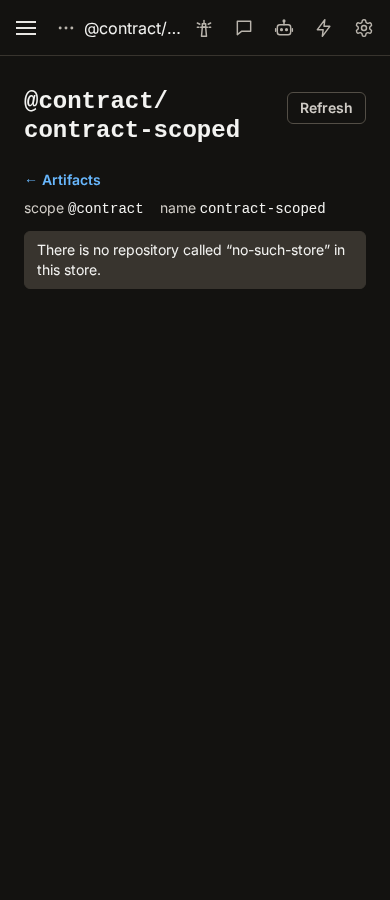 @contract/...
@contract/
contract-scoped
Refresh
← Artifacts
scope @contract name contract-scoped
There is no repository called “no-such-store” in
this store.